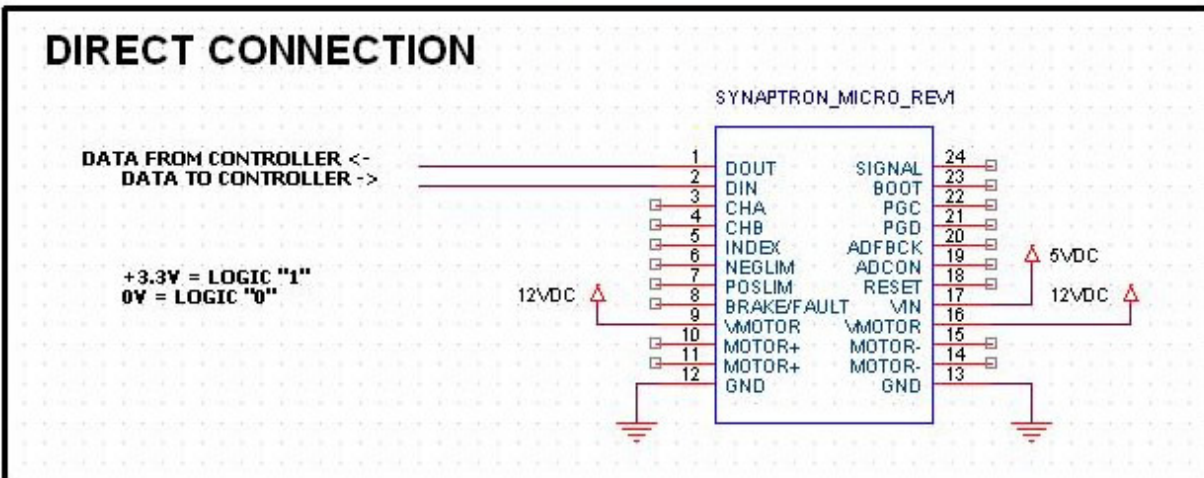 DIRECT CONNECTION
SYNAPTRON_MICRO_REV1
DATA FROM CONTROLLER <-
DATA TO CONTROLLER ->
+3.3V = LOGIC "1"
0V = LOGIC "0"
12VDC
1 DOUT
2 DIN
3 CHA
4 CHB
5 INDEX
6 NEGLIM
7 POSLIM
8 BRAKE/FAULT
9 VMOTOR
10 MOTOR+
11 MOTOR+
12 GND
SIGNAL 24
BOOT 23
PGC 22
PGD 21
ADFBCK 20
ADCON 19
RESET 18
VIN 17
VMOTOR 16
MOTOR- 15
MOTOR- 14
GND 13
5VDC
12VDC